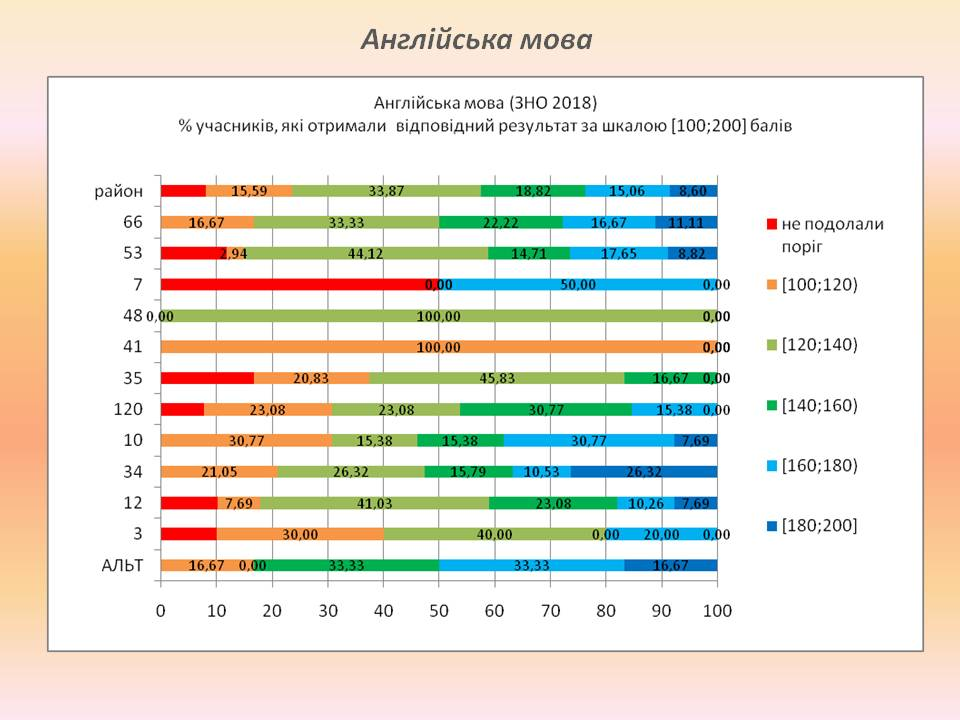 Англійська мова
Англійська мова (ЗНО 2018)
% учасників, які отримали відповідний результат за шкалою [100;200] балів
район 15,59 33,87 18,82 15,06 8,60
66 16,67 33,33 22,22 16,67 11,11
53 2,94 44,12 14,71 17,65 8,82
7 0,00 50,00 0,00
48 0,00 100,00 0,00
41 100,00 0,00
35 20,83 45,83 16,67 0,00
120 23,08 23,08 30,77 15,38 0,00
10 30,77 15,38 15,38 30,77 7,69
34 21,05 26,32 15,79 10,53 26,32
12 7,69 41,03 23,08 10,26 7,69
3 30,00 40,00 0,00 20,00 0,00
АЛЬТ 16,67 0,00 33,33 33,33 16,67
0 10 20 30 40 50 60 70 80 90 100
не подолали
поріг
[100;120)
[120;140)
[140;160)
[160;180)
[180;200]